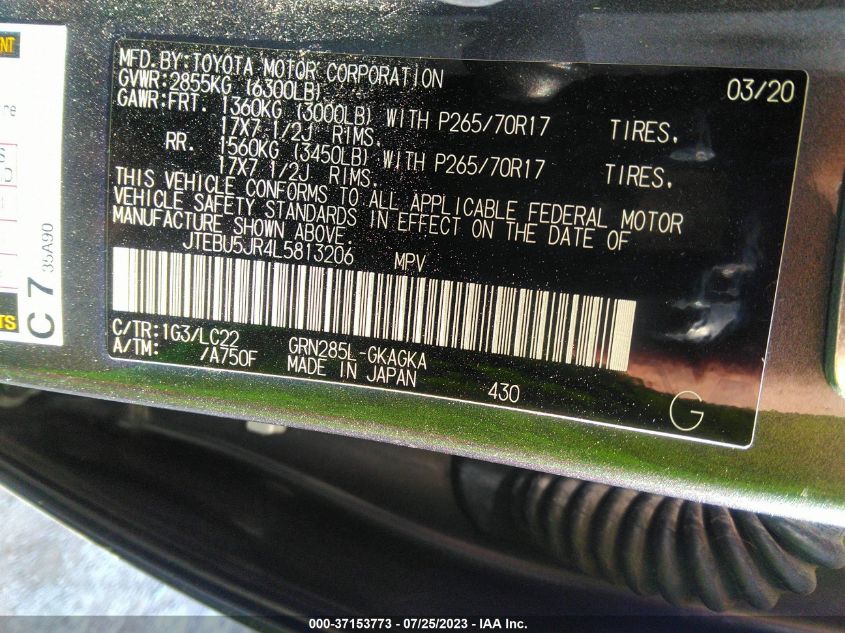 MFD.BY:TOYOTA MOTOR CORPORATION 03/20
GVWR:2855KG (6300LB)
GAWR:FRT. 1360KG (3000LB) WITH P265/70R17 TIRES,
17X7 1/2J RIMS.
RR. 1560KG (3450LB) WITH P265/70R17 TIRES,
17X7 1/2J RIMS.
THIS VEHICLE CONFORMS TO ALL APPLICABLE FEDERAL MOTOR
VEHICLE SAFETY STANDARDS IN EFFECT ON THE DATE OF
MANUFACTURE SHOWN ABOVE.
JTEBU5JR4L5813206 MPV
C/TR:1G3/LC22 GRN285L-GKAGKA
A/TM: /A750F MADE IN JAPAN 430
G
C7
35A90
000-37153773 - 07/25/2023 - IAA Inc.